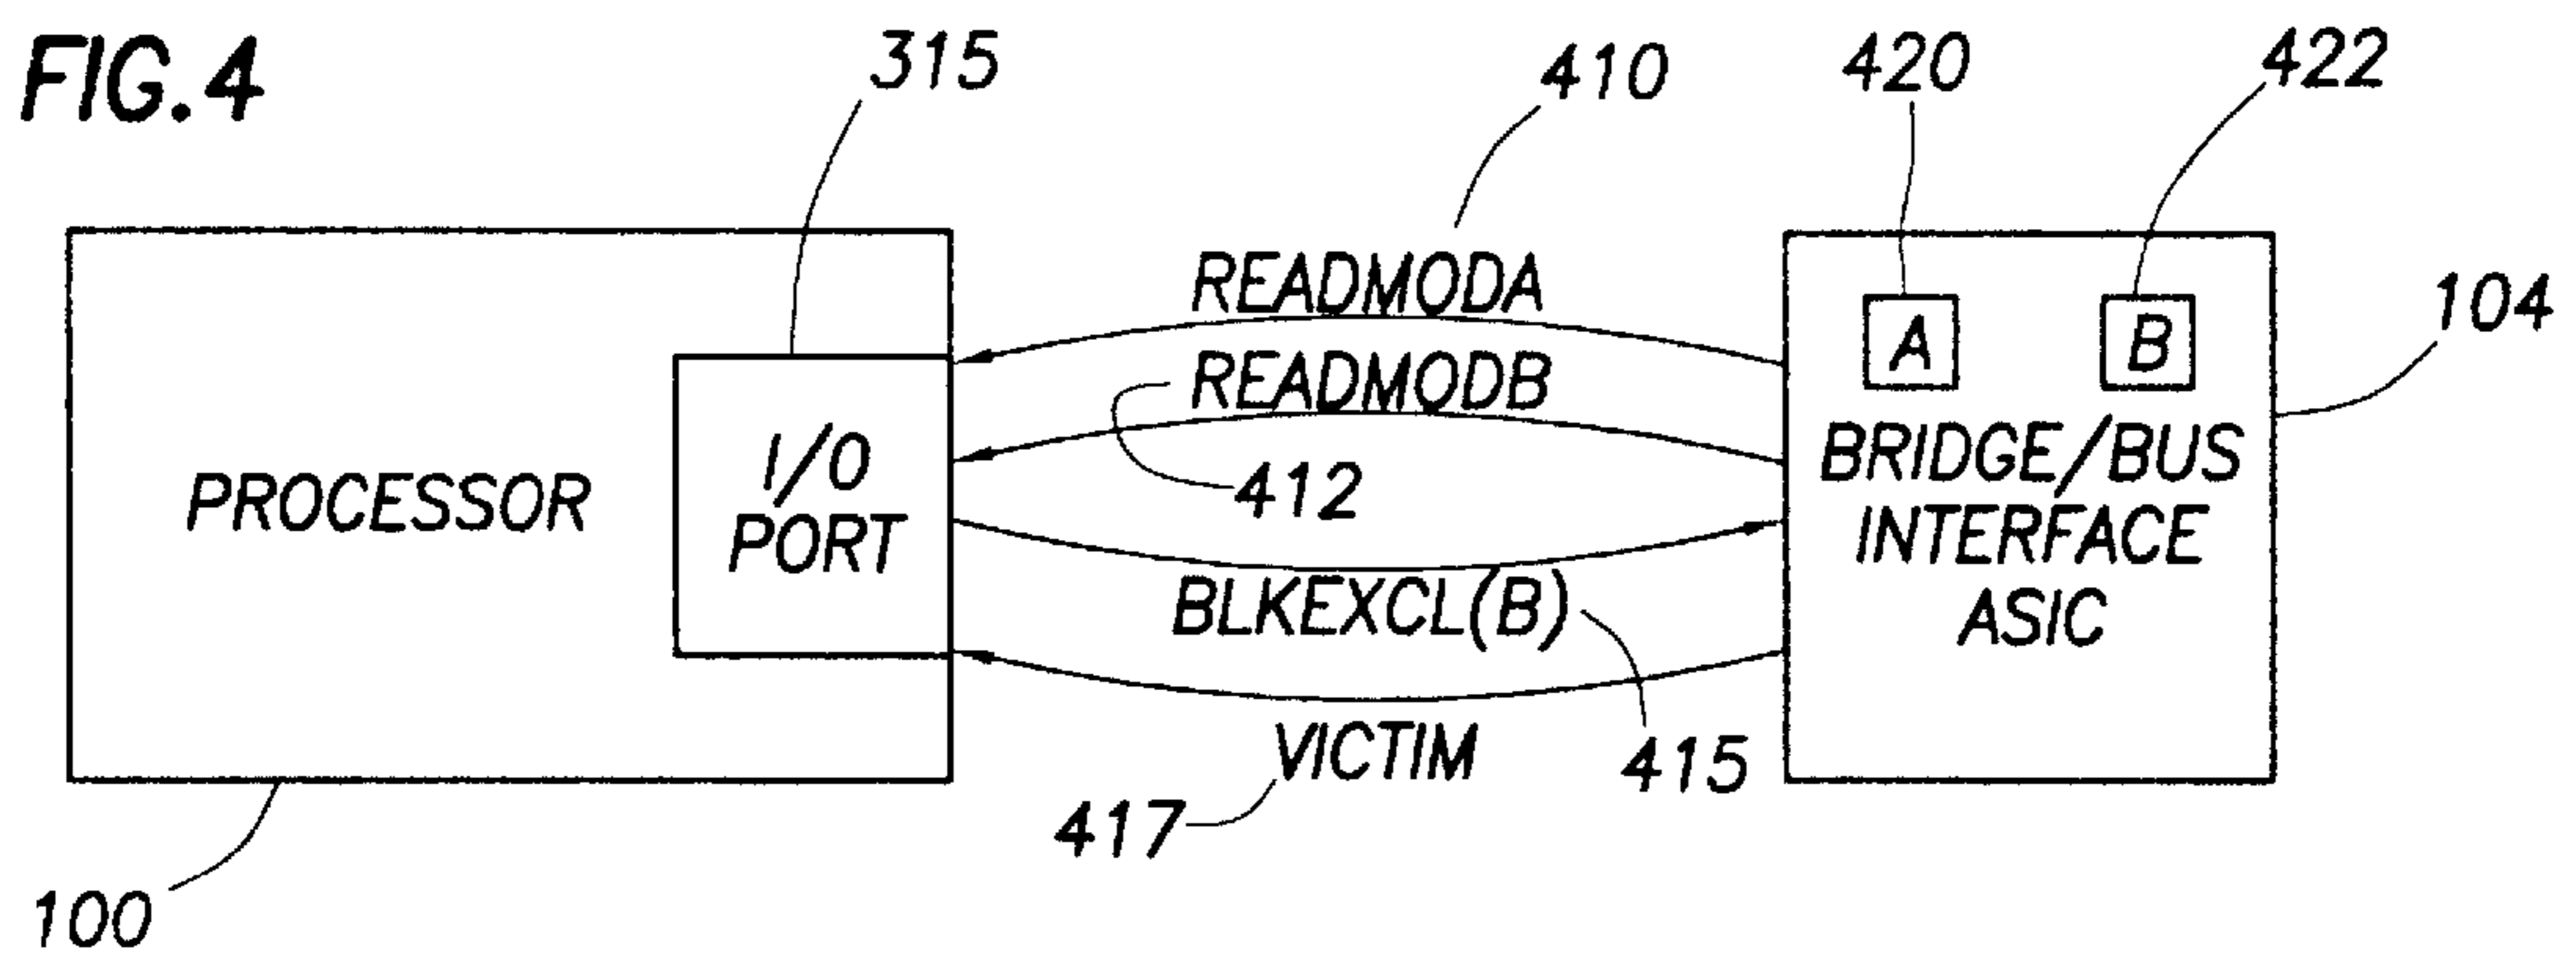 FIG.4
315
410
420
422
104
READMODA
A
B
READMODB
412
PROCESSOR
I/O
PORT
BRIDGE/BUS
INTERFACE
ASIC
BLKEXCL(B)
415
VICTIM
417
100